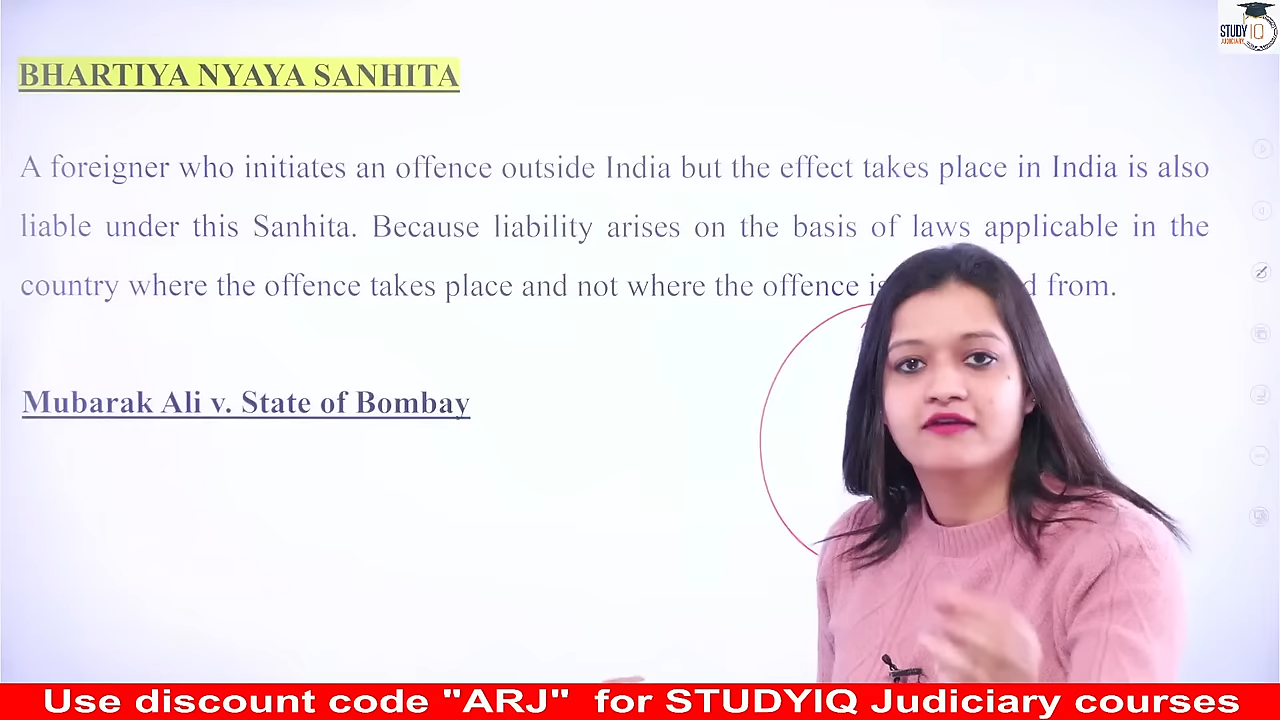 STUDY IQ
JUDICIARY
BHARTIYA NYAYA SANHITA
A foreigner who initiates an offence outside India but the effect takes place in India is also
liable under this Sanhita. Because liability arises on the basis of laws applicable in the
country where the offence takes place and not where the offence is from.
Mubarak Ali v. State of Bombay
Use discount code "ARJ" for STUDYIQ Judiciary courses